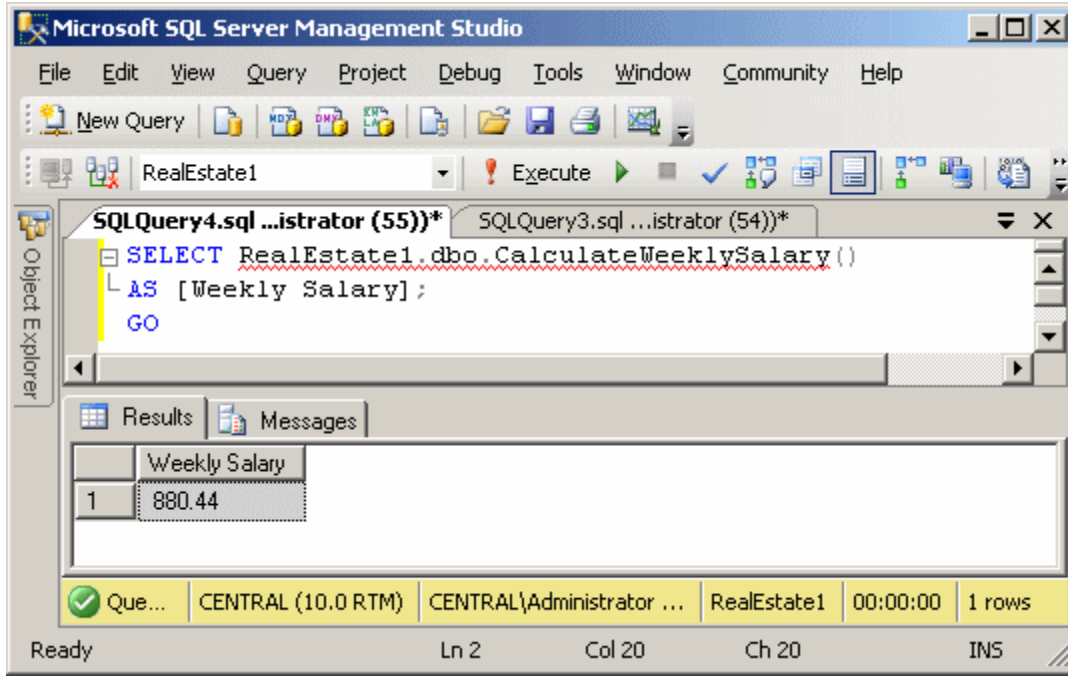 Microsoft SQL Server Management Studio
File Edit View Query Project Debug Tools Window Community Help
New Query MDX DMX XMLA
RealEstate1 Execute
SQLQuery4.sql ...istrator (55))* SQLQuery3.sql ...istrator (54))*
Object Explorer
SELECT RealEstate1.dbo.CalculateWeeklySalary()
AS [Weekly Salary];
GO
Results Messages
Weekly Salary
1 880.44
Que... CENTRAL (10.0 RTM) CENTRAL\Administrator ... RealEstate1 00:00:00 1 rows
Ready Ln 2 Col 20 Ch 20 INS